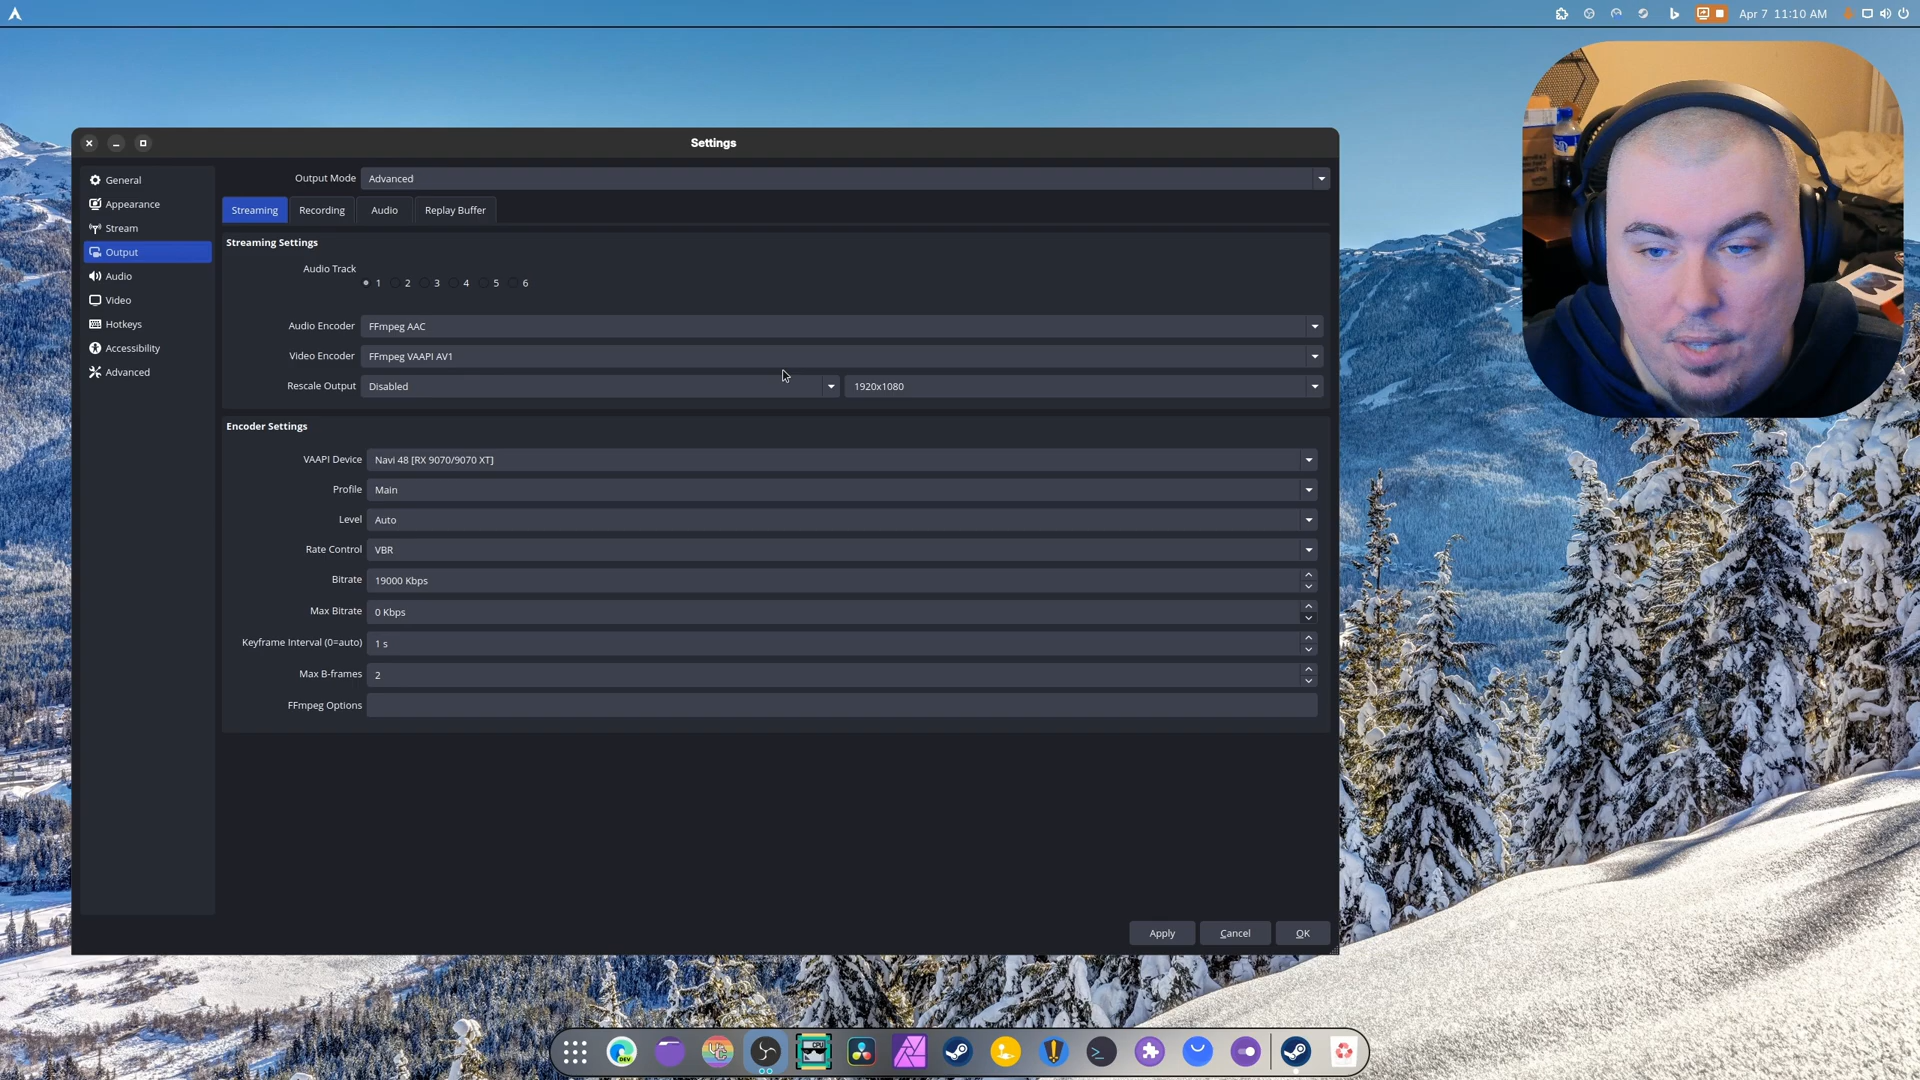 Apr 7 11:10 AM
Settings
General
Appearance
Stream
Output
Audio
Video
Hotkeys
Accessibility
Advanced
Output Mode Advanced
Streaming Recording Audio Replay Buffer
Streaming Settings
Audio Track
1 2 3 4 5 6
Audio Encoder FFmpeg AAC
Video Encoder FFmpeg VAAPI AV1
Rescale Output Disabled 1920x1080
Encoder Settings
VAAPI Device Navi 48 [RX 9070/9070 XT]
Profile Main
Level Auto
Rate Control VBR
Bitrate 19000 Kbps
Max Bitrate 0 Kbps
Keyframe Interval (0=auto) 1 s
Max B-frames 2
FFmpeg Options
Apply Cancel OK
DEV
UC
CPU